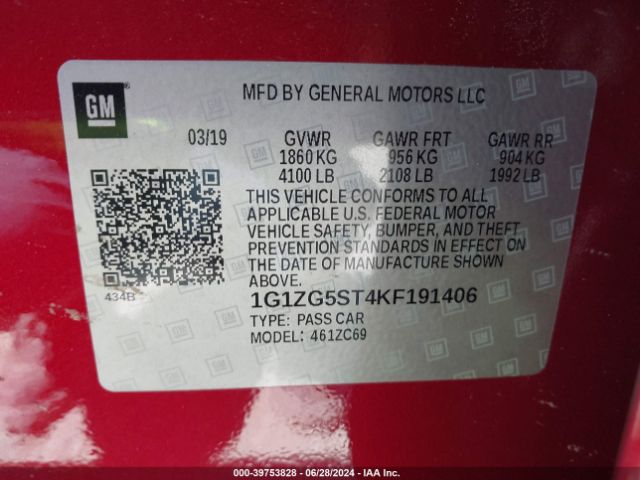 GM
MFD BY GENERAL MOTORS LLC
03/19 GVWR GAWR FRT GAWR RR
1860 KG 956 KG 904 KG
4100 LB 2108 LB 1992 LB
THIS VEHICLE CONFORMS TO ALL
APPLICABLE U.S. FEDERAL MOTOR
VEHICLE SAFETY, BUMPER, AND THEFT
PREVENTION STANDARDS IN EFFECT ON
THE DATE OF MANUFACTURE SHOWN
ABOVE.
434B
1G1ZG5ST4KF191406
TYPE: PASS CAR
MODEL: 461ZC69
000-39753828 - 06/28/2024 - IAA Inc.